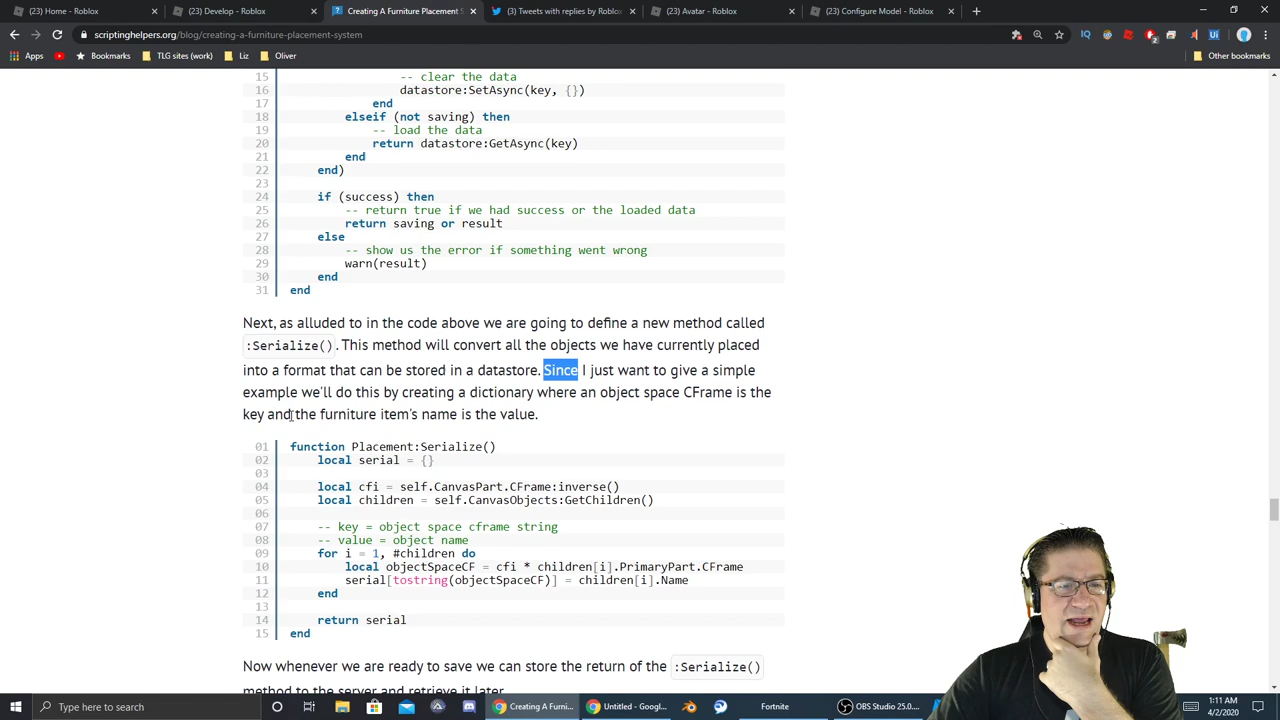 (23) Home - Roblox
(23) Develop - Roblox
Creating A Furniture Placement S
(3) Tweets with replies by Roblox
(23) Avatar - Roblox
(23) Configure Model - Roblox
scriptinghelpers.org/blog/creating-a-furniture-placement-system
Apps
Bookmarks
TLG sites (work)
Liz
Oliver
Other bookmarks
15 -- clear the data
16 datastore:SetAsync(key, {})
17 end
18 elseif (not saving) then
19 -- load the data
20 return datastore:GetAsync(key)
21 end
22 end)
23
24 if (success) then
25 -- return true if we had success or the loaded data
26 return saving or result
27 else
28 -- show us the error if something went wrong
29 warn(result)
30 end
31 end
Next, as alluded to in the code above we are going to define a new method called
:Serialize(). This method will convert all the objects we have currently placed
into a format that can be stored in a datastore. Since I just want to give a simple
example we'll do this by creating a dictionary where an object space CFrame is the
key and the furniture item's name is the value.
01 function Placement:Serialize()
02 local serial = {}
03
04 local cfi = self.CanvasPart.CFrame:inverse()
05 local children = self.CanvasObjects:GetChildren()
06
07 -- key = object space cframe string
08 -- value = object name
09 for i = 1, #children do
10 local objectSpaceCF = cfi * children[i].PrimaryPart.CFrame
11 serial[tostring(objectSpaceCF)] = children[i].Name
12 end
13
14 return serial
15 end
Now whenever we are ready to save we can store the return of the :Serialize()
method to the server and retrieve it later
Type here to search
Creating A Furni...
Untitled - Googl...
Fortnite
OBS Studio 25.0....
1:11 AM
4/2/2020